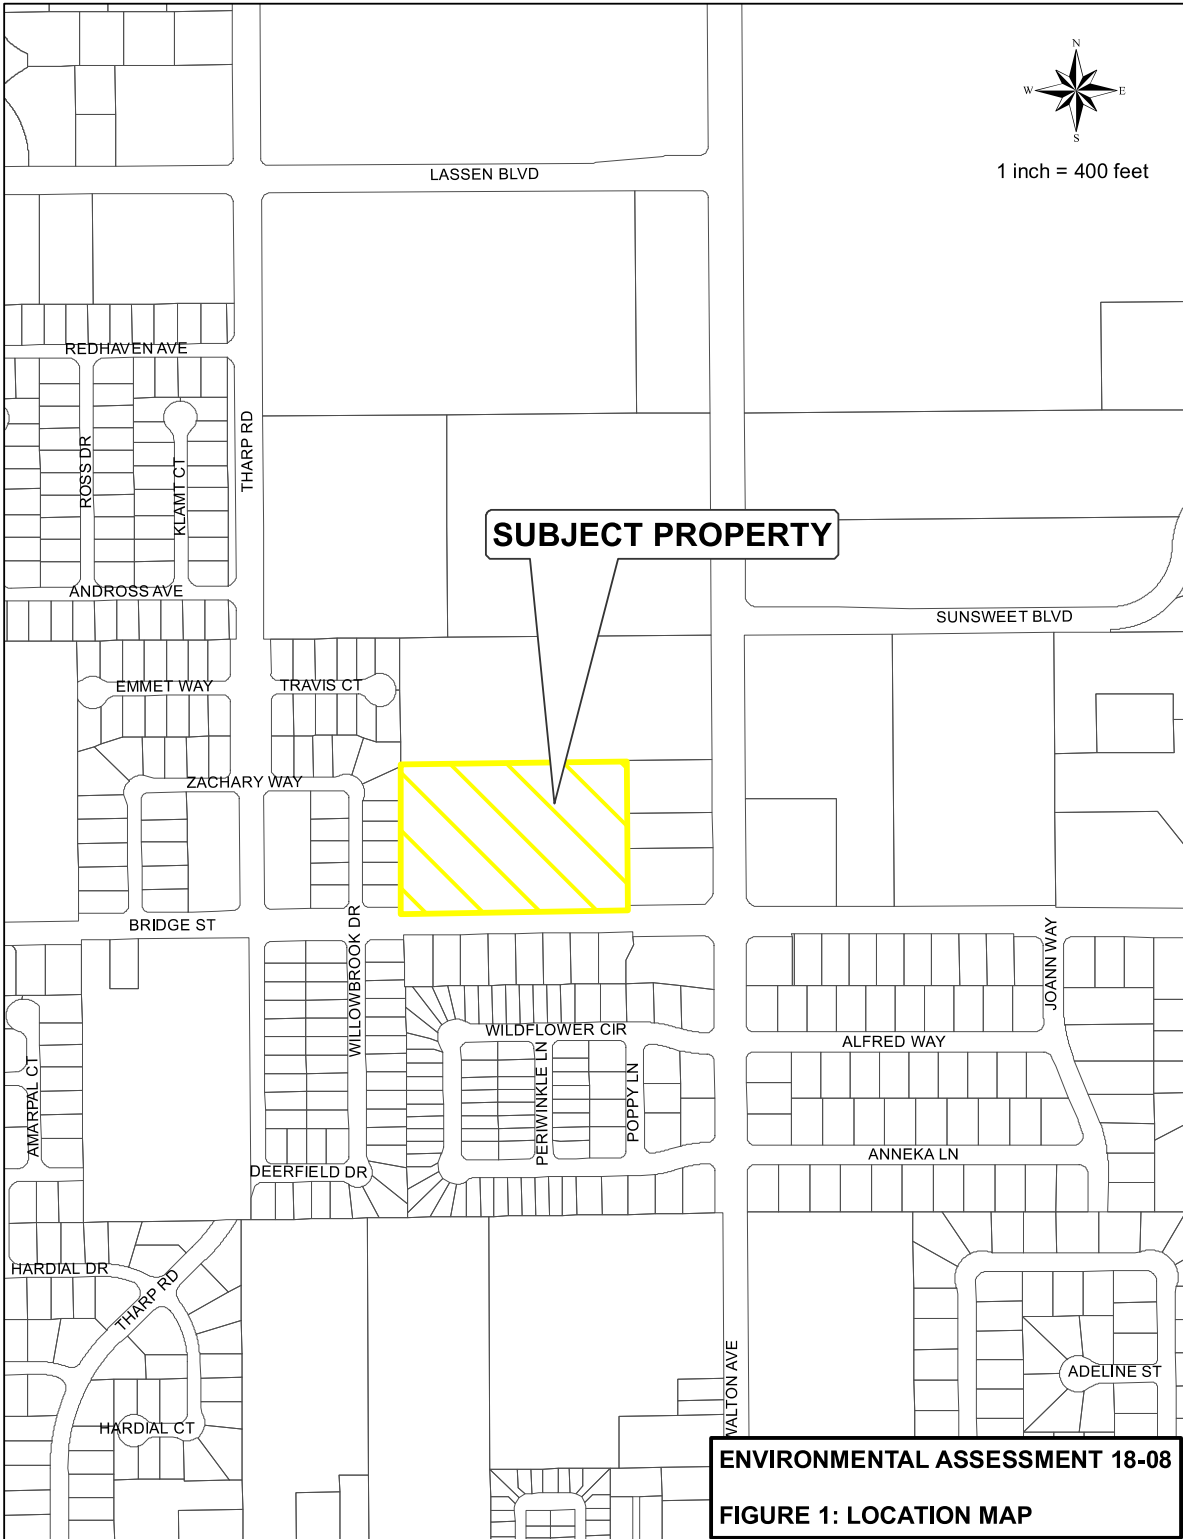 N
W
E
S
1 inch = 400 feet
LASSEN BLVD
REDHAVEN AVE
ROSS DR
KLAMT CT
THARP RD
SUBJECT PROPERTY
ANDROSS AVE
SUNSWEET BLVD
EMMET WAY
TRAVIS CT
ZACHARY WAY
BRIDGE ST
WILLOWBROOK DR
JOANN WAY
WILDFLOWER CIR
ALFRED WAY
AMARPAL CT
PERIWINKLE LN
POPPY LN
ANNEKA LN
DEERFIELD DR
HARDIAL DR
THARP RD
WALTON AVE
ADELINE ST
HARDIAL CT
ENVIRONMENTAL ASSESSMENT 18-08
FIGURE 1: LOCATION MAP